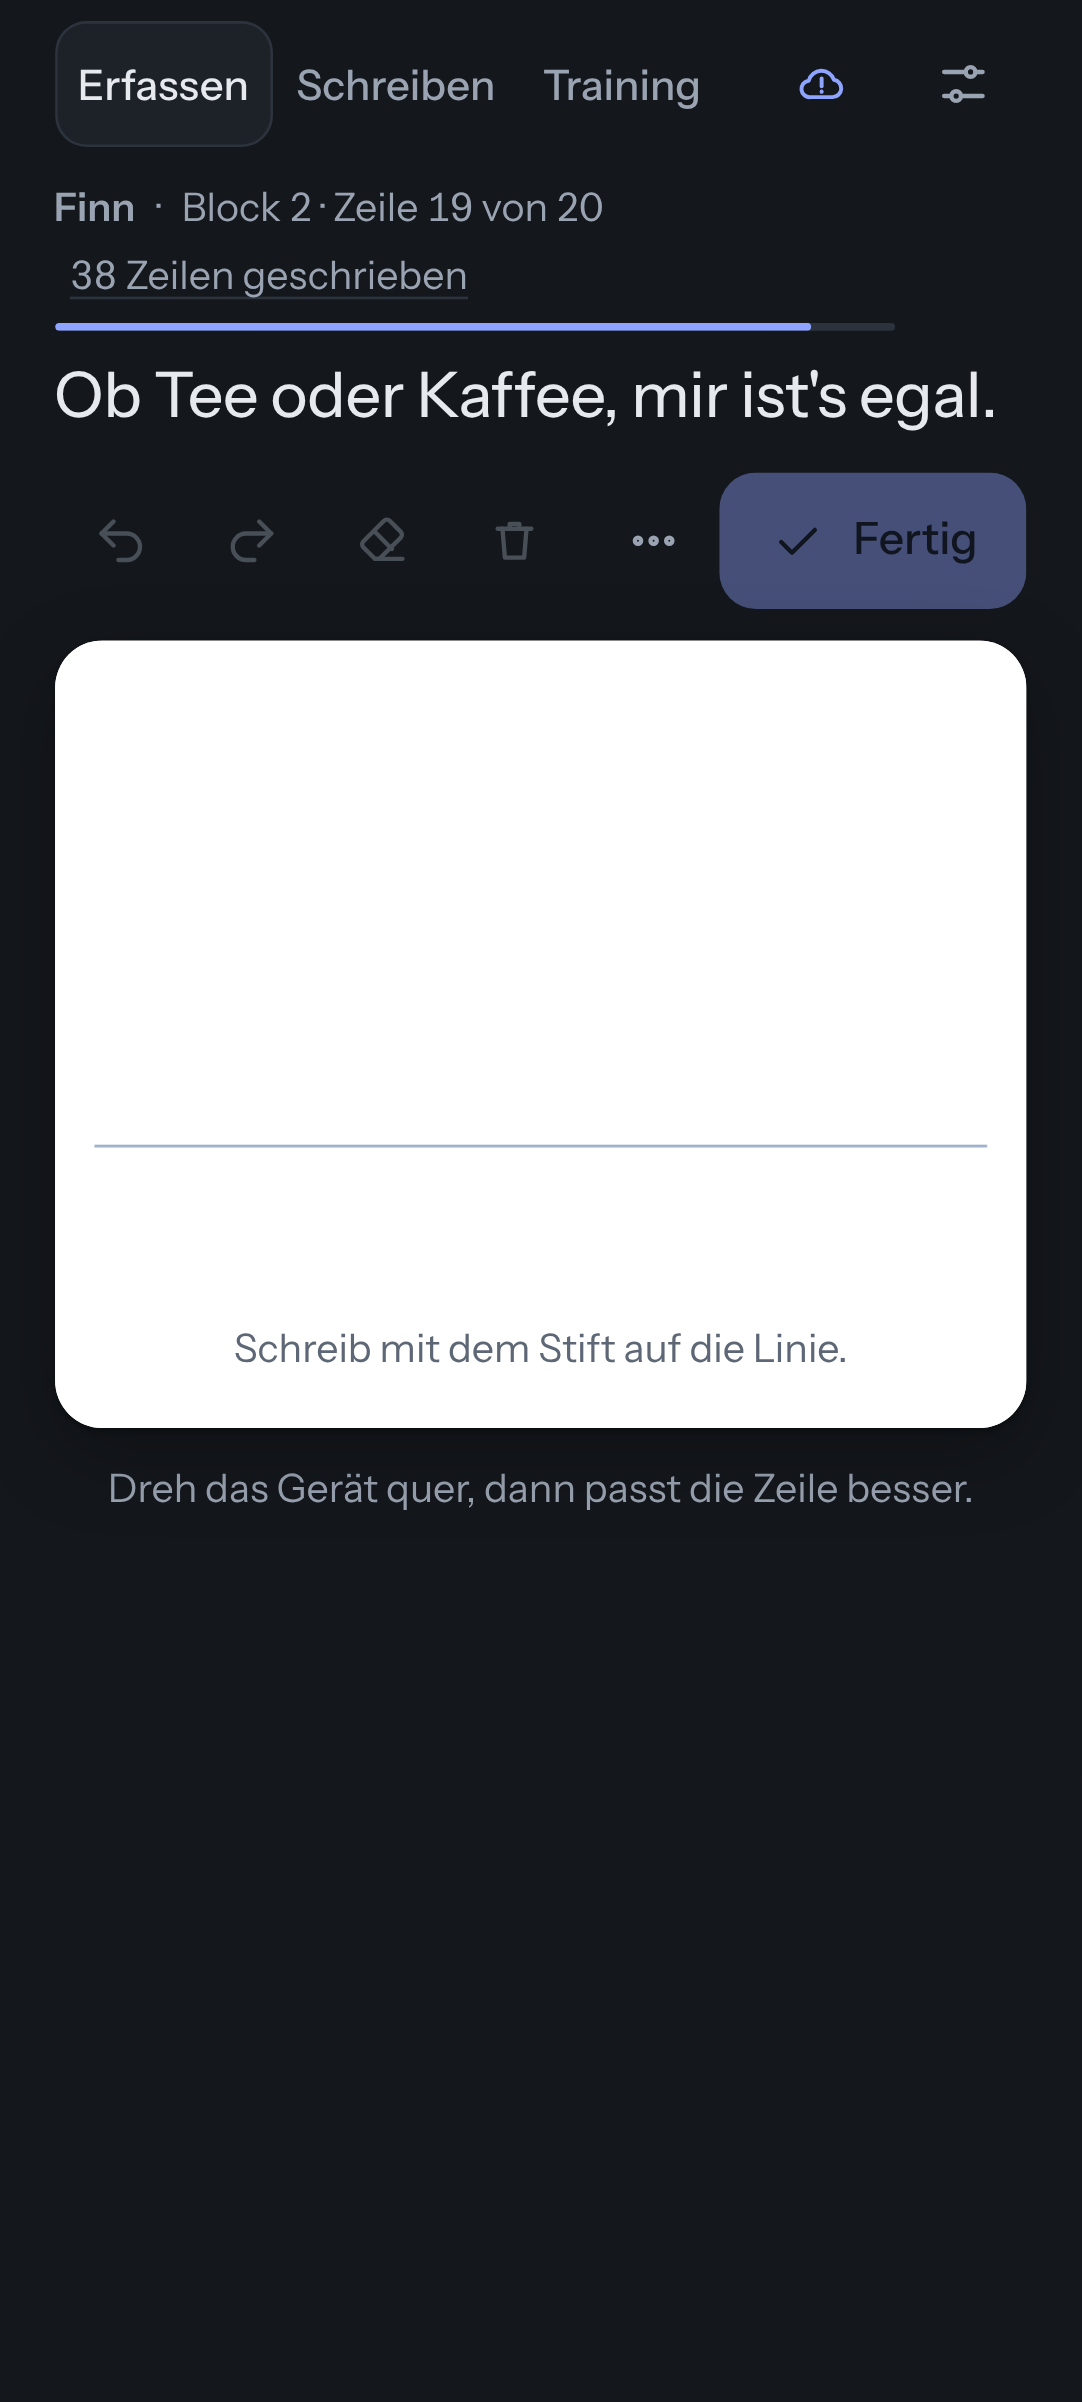 Erfassen Schreiben Training
Finn · Block 2 · Zeile 19 von 20
38 Zeilen geschrieben
Ob Tee oder Kaffee, mir ist's egal.
Fertig
Schreib mit dem Stift auf die Linie.
Dreh das Gerät quer, dann passt die Zeile besser.